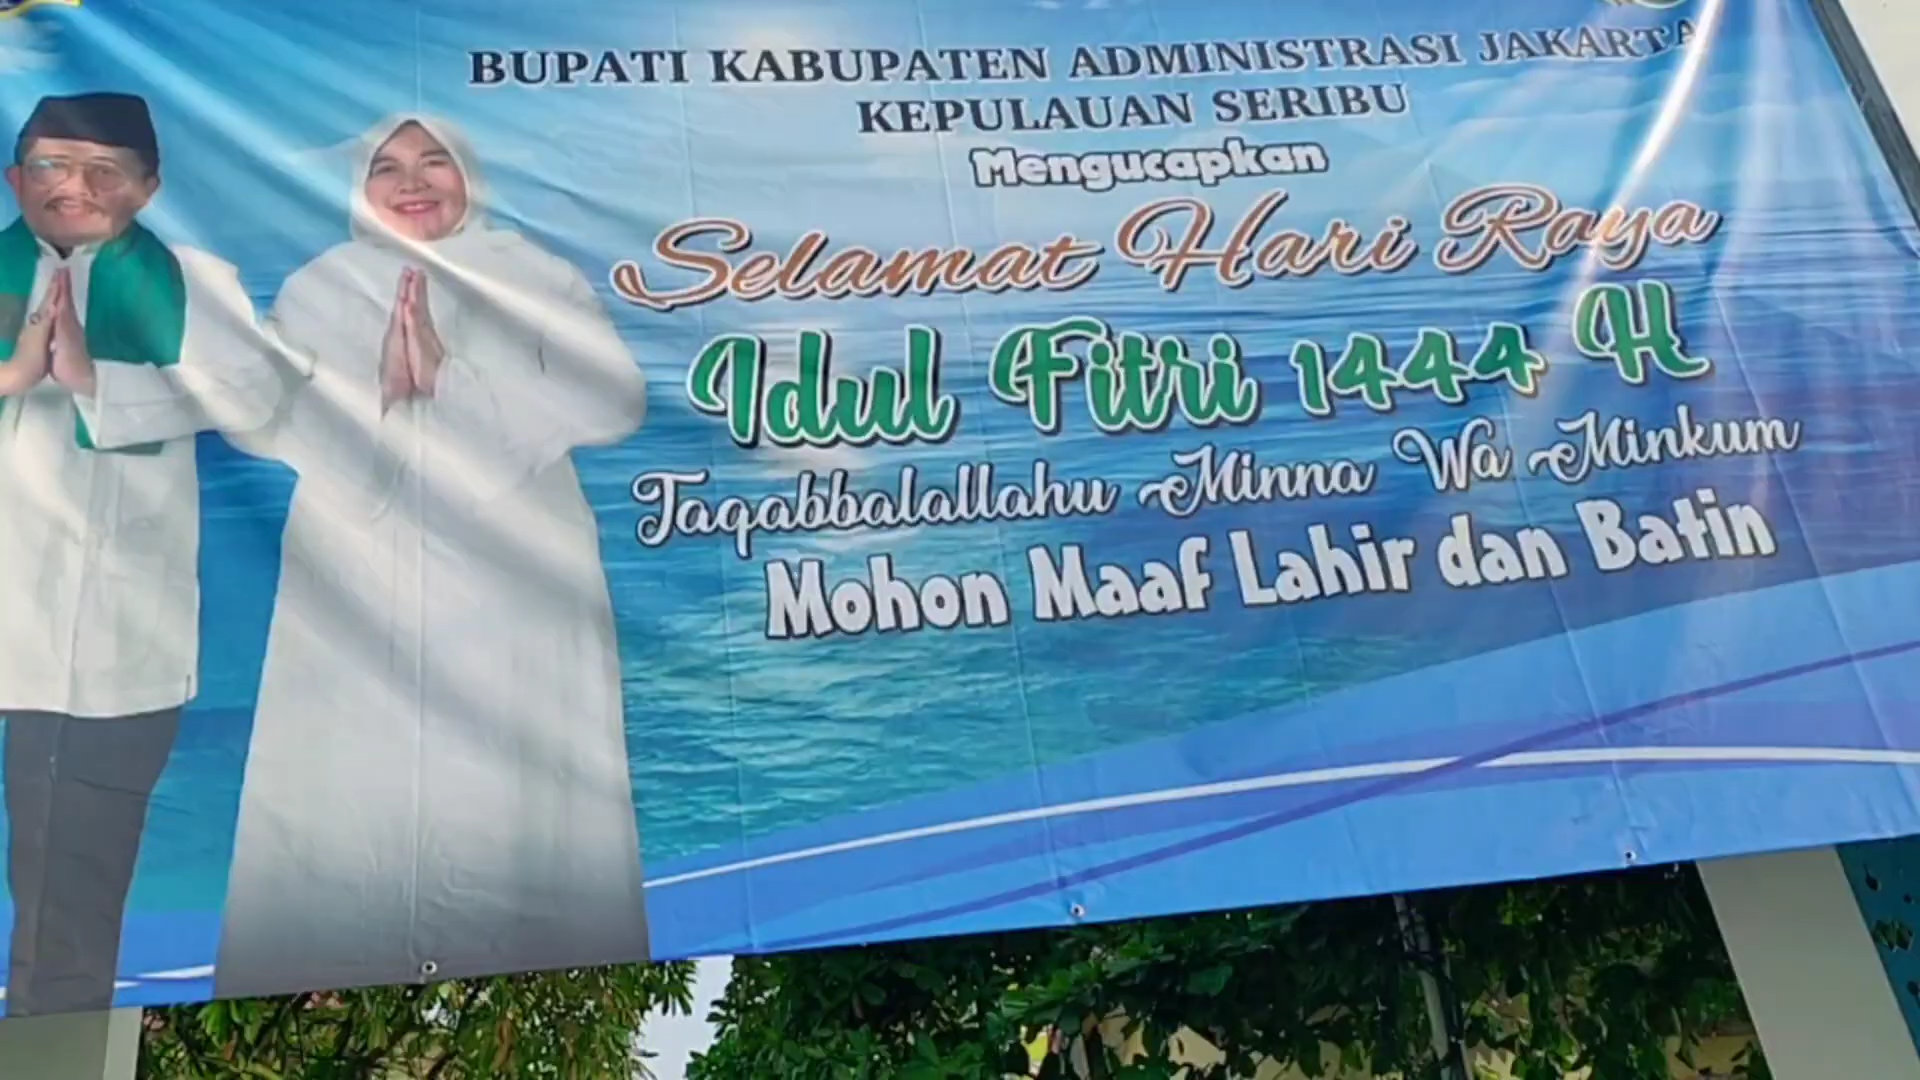 BUPATI KABUPATEN ADMINISTRASI JAKARTA
KEPULAUAN SERIBU
Mengucapkan
Selamat Hari Raya
Idul Fitri 1444 H
Taqabbalallahu Minna Wa Minkum
Mohon Maaf Lahir dan Batin